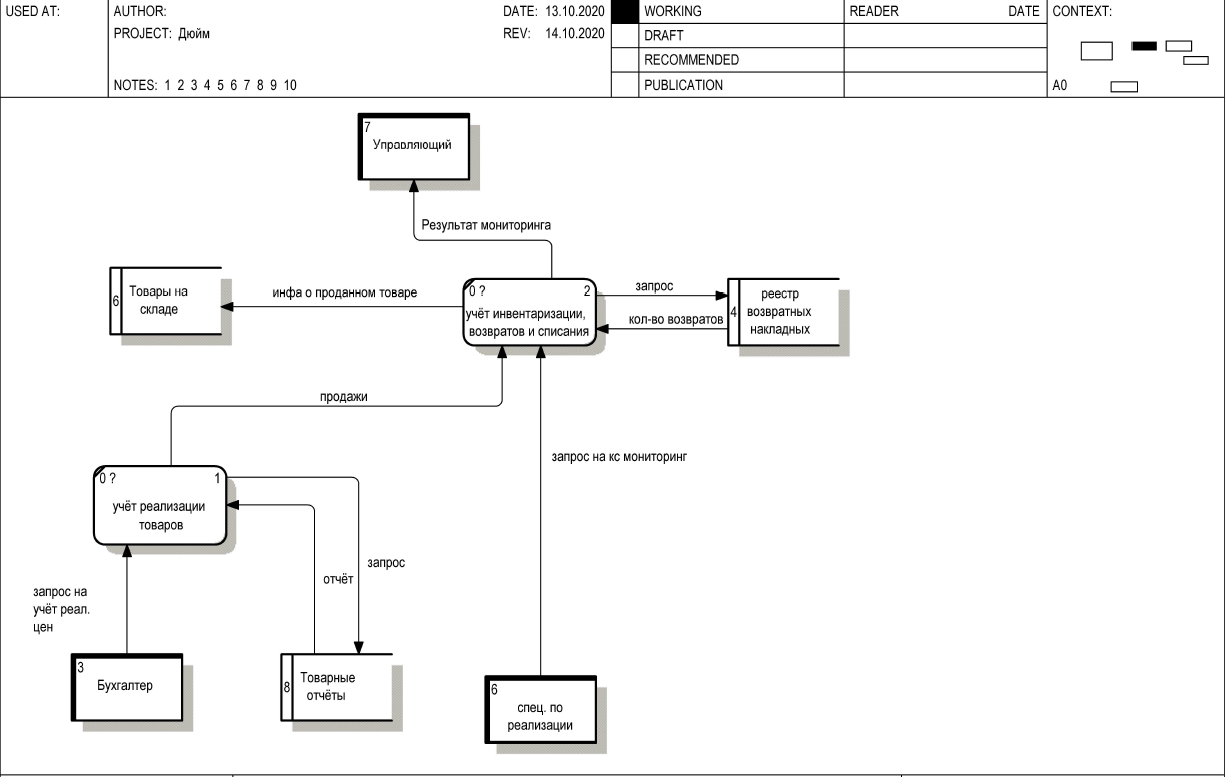 USED AT:
AUTHOR:
DATE: 13.10.2020
WORKING
READER
DATE
CONTEXT:
PROJECT: Дюйм
REV: 14.10.2020
DRAFT
RECOMMENDED
NOTES: 1 2 3 4 5 6 7 8 9 10
PUBLICATION
A0
7
Управляющий
Результат мониторинга
6
Товары на
складе
инфа о проданном товаре
0 ?
2
учёт инвентаризации,
возвратов и списания
запрос
кол-во возвратов
4
реестр
возвратных
накладных
продажи
запрос на кс мониторинг
0 ?
1
учёт реализации
товаров
запрос
отчёт
запрос на
учёт реал.
цен
3
Бухгалтер
8
Товарные
отчёты
6
спец. по
реализации